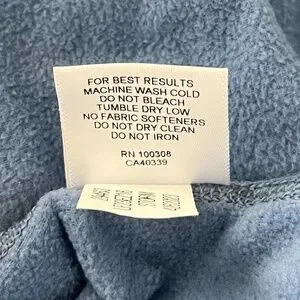 FOR BEST RESULTS
MACHINE WASH COLD
DO NOT BLEACH
TUMBLE DRY LOW
NO FABRIC SOFTENERS
DO NOT DRY CLEAN
DO NOT IRON
RN 100308
CA40339